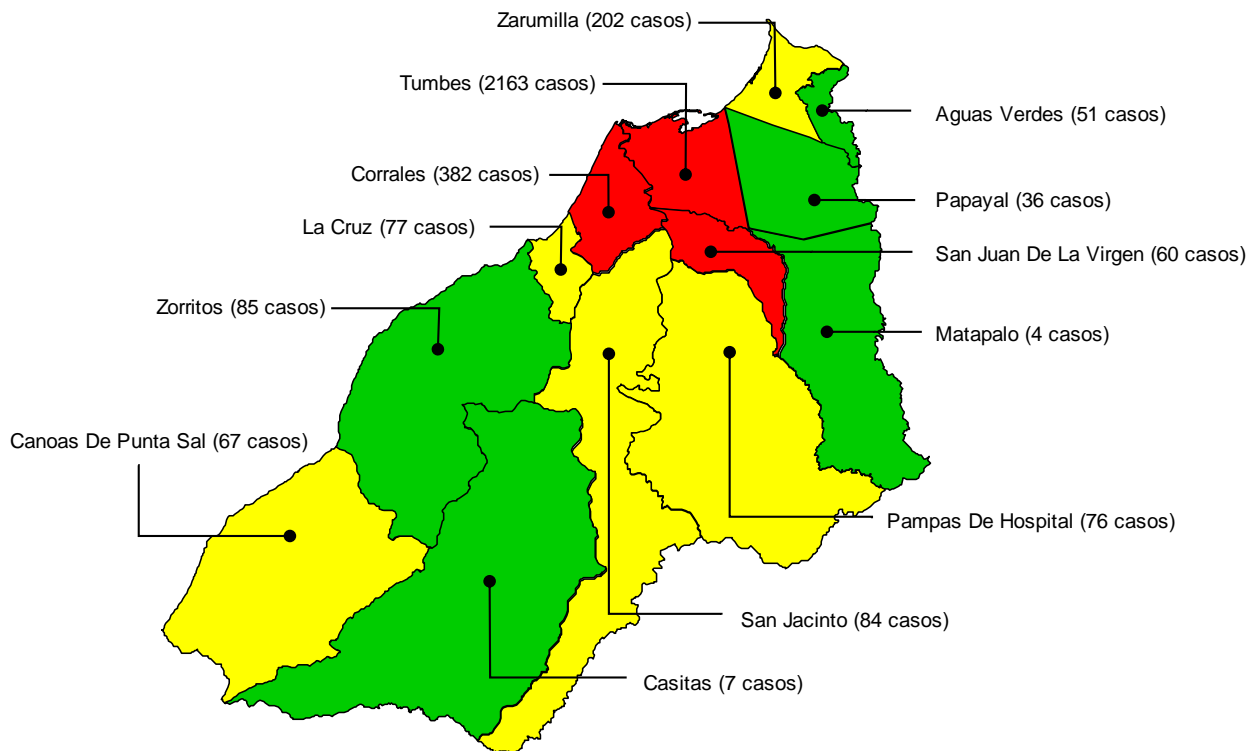 Zarumilla (202 casos)
Tumbes (2163 casos)
Aguas Verdes (51 casos)
Corrales (382 casos)
Papayal (36 casos)
La Cruz (77 casos)
San Juan De La Virgen (60 casos)
Zorritos (85 casos)
Matapalo (4 casos)
Canoas De Punta Sal (67 casos)
Pampas De Hospital (76 casos)
San Jacinto (84 casos)
Casitas (7 casos)